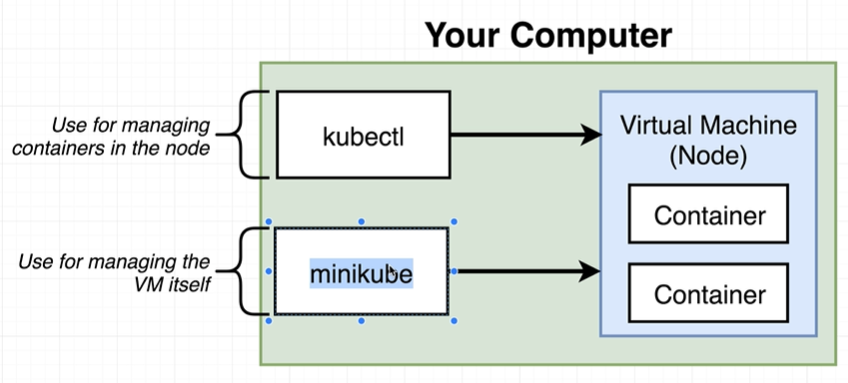 Your Computer
Use for managing
containers in the node
kubectl
Virtual Machine
(Node)
Container
Use for managing the
VM itself
minikube
Container